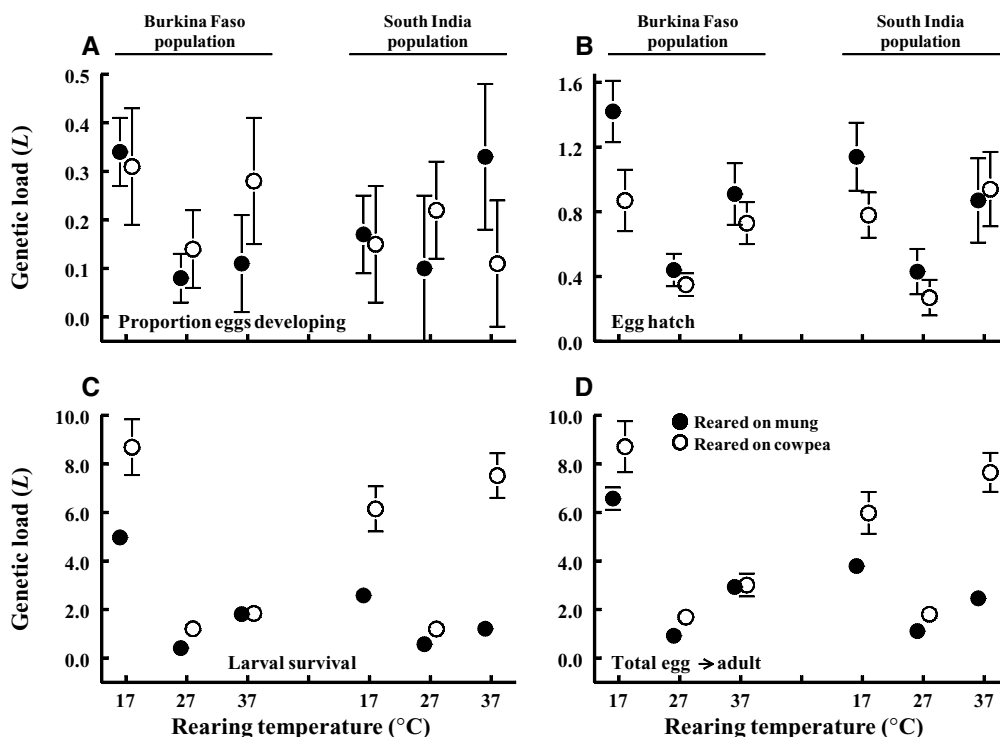 Burkina Faso
population
South India
population
Burkina Faso
population
South India
population
A
B
0.5
0.4
0.3
0.2
0.1
0.0
Genetic load (L)
Proportion eggs developing
1.6
1.2
0.8
0.4
0.0
Egg hatch
C
D
10.0
8.0
6.0
4.0
2.0
0.0
Genetic load (L)
Larval survival
17
27
37
17
27
37
Rearing temperature (°C)
10.0
8.0
6.0
4.0
2.0
0.0
Reared on mung
Reared on cowpea
Total egg → adult
17
27
37
17
27
37
Rearing temperature (°C)